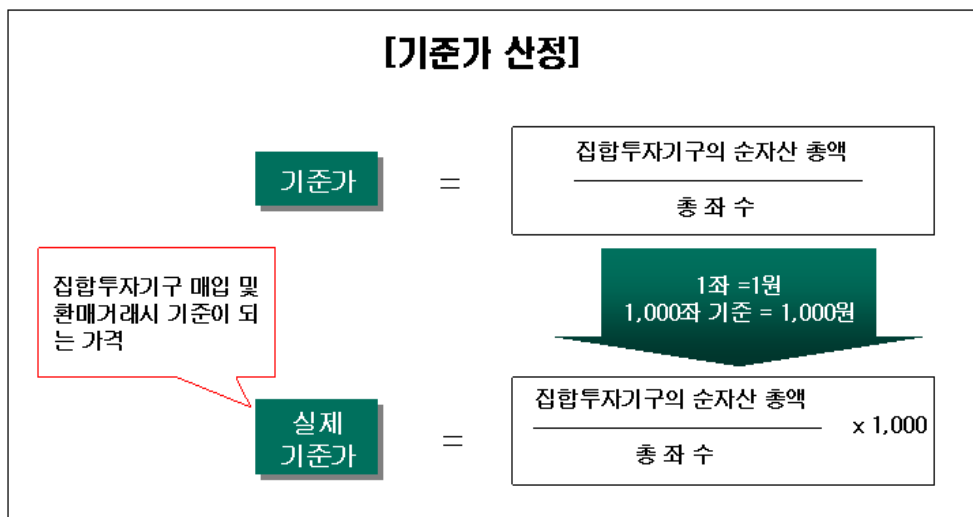 [기준가 산정]
기준가
=
집합투자기구의 순자산 총액
총 좌 수
집합투자기구 매입 및
환매거래시 기준이 되
는 가격
1좌 =1원
1,000좌 기준 = 1,000원
실제
기준가
=
집합투자기구의 순자산 총액
총 좌 수
x 1,000